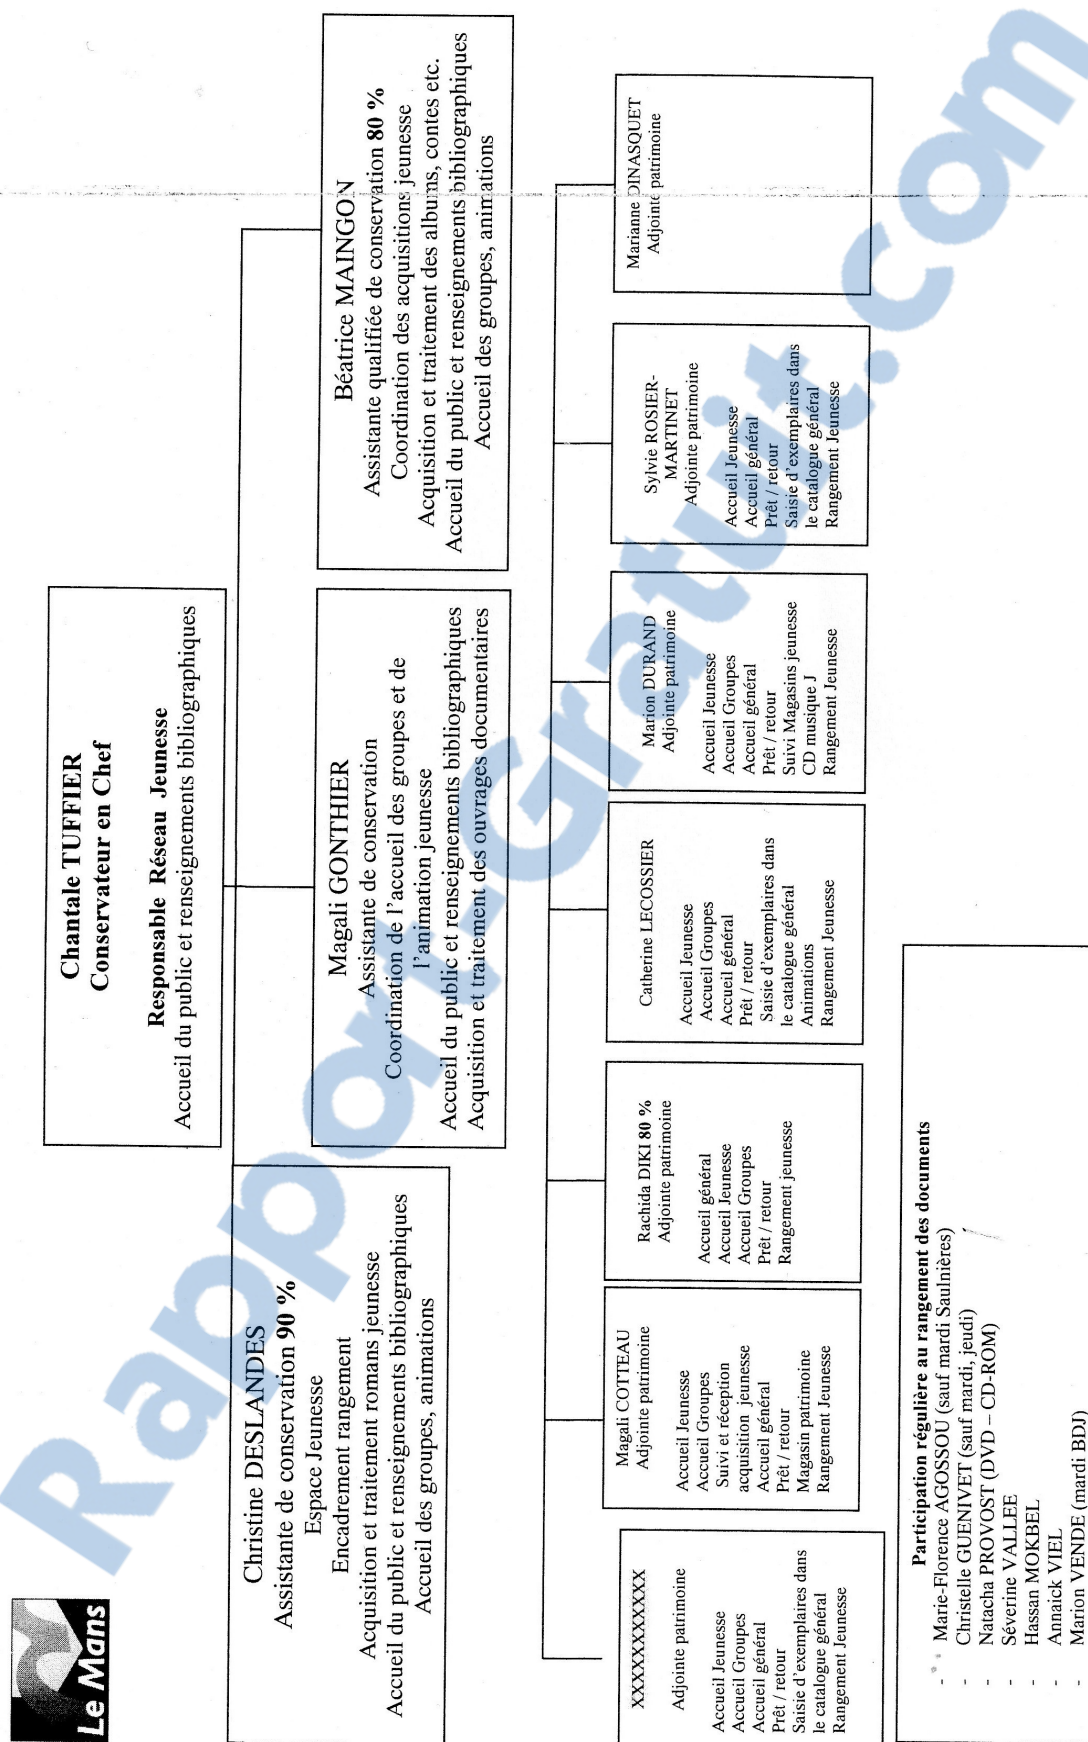 Le Mans
Chantale TUFFIER
Conservateur en Chef
Responsable Réseau Jeunesse
Accueil du public et renseignements bibliographiques
Christine DESLANDES
Assistante de conservation 90 %
Espace Jeunesse
Encadrement rangement
Acquisition et traitement romans jeunesse
Accueil du public et renseignements bibliographiques
Accueil des groupes, animations
Magali GONTHIER
Assistante de conservation
Coordination de l'accueil des groupes et de
l'animation jeunesse
Accueil du public et renseignements bibliographiques
Acquisition et traitement des ouvrages documentaires
Béatrice MAINGON
Assistante qualifiée de conservation 80 %
Coordination des acquisitions jeunesse
Acquisition et traitement des albums, contes etc.
Accueil du public et renseignements bibliographiques
Accueil des groupes, animations
XXXXXXXXXXX
Adjointe patrimoine
Accueil Jeunesse
Accueil Groupes
Accueil général
Prêt / retour
Saisie d'exemplaires dans
le catalogue général
Rangement Jeunesse
Magali COTTEAU
Adjointe patrimoine
Accueil Jeunesse
Accueil Groupes
Suivi et réception
acquisition jeunesse
Accueil général
Prêt / retour
Magasin patrimoine
Rangement Jeunesse
Rachida DIKI 80 %
Adjointe patrimoine
Accueil général
Accueil Jeunesse
Accueil Groupes
Prêt / retour
Rangement jeunesse
Catherine LECOSSIER
Accueil Jeunesse
Accueil Groupes
Accueil général
Prêt / retour
Saisie d'exemplaires dans
le catalogue général
Animations
Rangement Jeunesse
Marion DURAND
Adjointe patrimoine
Accueil Jeunesse
Accueil Groupes
Accueil général
Prêt / retour
Suivi Magasins jeunesse
CD musique J
Rangement Jeunesse
Sylvie ROSIER-
MARTINET
Adjointe patrimoine
Accueil Jeunesse
Accueil général
Prêt / retour
Saisie d'exemplaires dans
le catalogue général
Rangement Jeunesse
Marianne DINASQUET
Adjointe patrimoine
Participation régulière au rangement des documents
- Marie-Florence AGOSSOU (sauf mardi Saulnières)
- Christelle GUENIVET (sauf mardi, jeudi)
- Natacha PROVOST (DVD – CD-ROM)
- Séverine VALLEE
- Hassan MOKBEL
- Annaick VIEL
- Marion VENDE (mardi BDJ)
Rapport-Gratuit.com